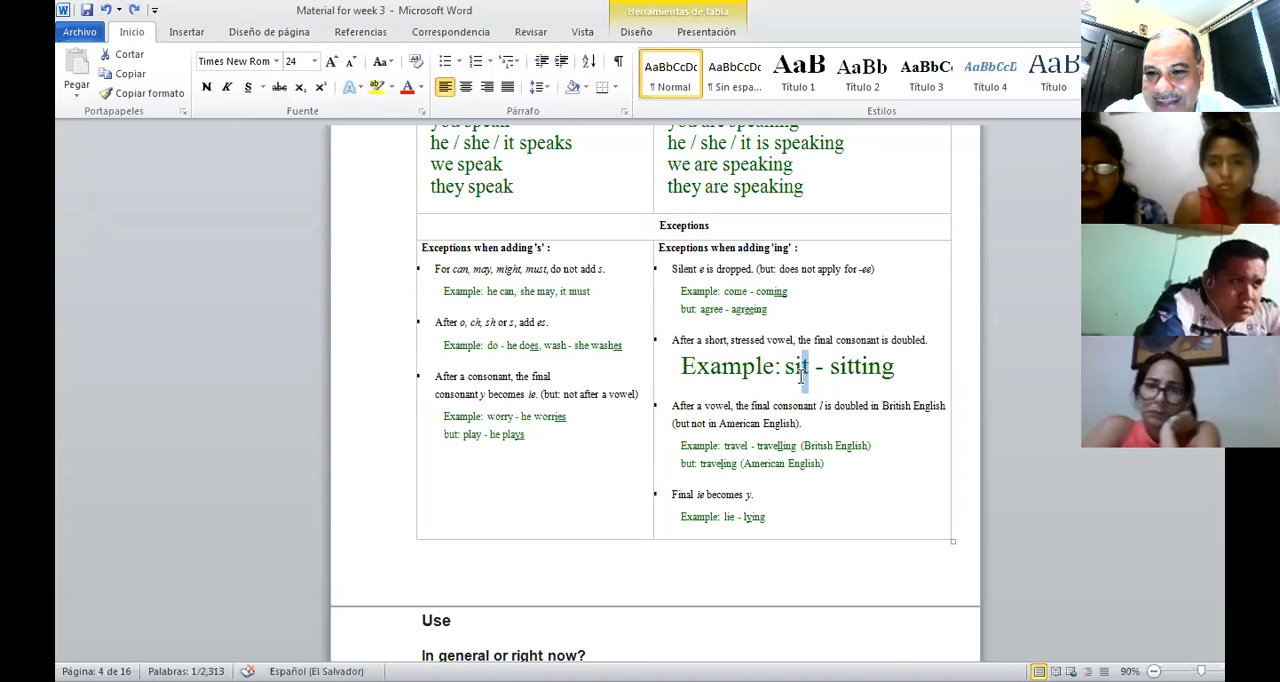 Material for week 3 - Microsoft Word
Herramientas de tabla
Archivo
Inicio
Insertar
Diseño de página
Referencias
Correspondencia
Revisar
Vista
Diseño
Presentación
Pegar
Cortar
Copiar
Copiar formato
Portapapeles
Times New Rom
24
N K S abc x₂ x²
Fuente
Párrafo
AaBbCcDc AaBbCcDc AaB AaBb AaBbC AaBbCcD AaB
¶ Normal
¶ Sin espa...
Título 1
Título 2
Título 3
Título 4
Título
Estilos
you speak
he / she / it speaks
we speak
they speak
you are speaking
he / she / it is speaking
we are speaking
they are speaking
Exceptions
Exceptions when adding 's' :
For can, may, might, must, do not add s.
Example: he can, she may, it must
After o, ch, sh or s, add es.
Example: do - he does, wash - she washes
After a consonant, the final
consonant y becomes ie. (but: not after a vowel)
Example: worry - he worries
but: play - he plays
Exceptions when adding 'ing' :
Silent e is dropped. (but: does not apply for -ee)
Example: come - coming
but: agree - agreeing
After a short, stressed vowel, the final consonant is doubled.
Example: sit - sitting
After a vowel, the final consonant l is doubled in British English
(but not in American English).
Example: travel - travelling (British English)
but: traveling (American English)
Final ie becomes y.
Example: lie - lying
Use
In general or right now?
Página: 4 de 16
Palabras: 1/2,313
Español (El Salvador)
90%